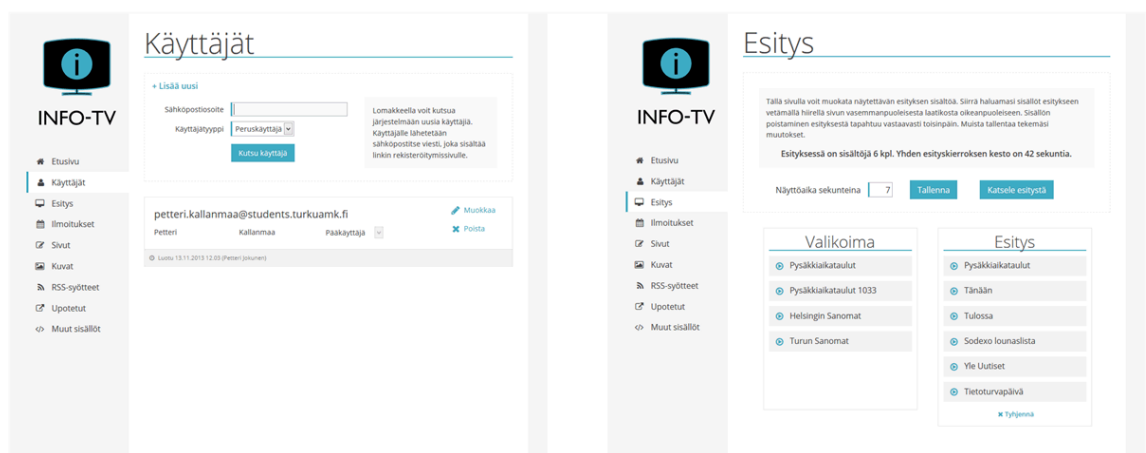 Käyttäjät
INFO-TV
Etusivu
Käyttäjät
Esitys
Ilmoitukset
Sivut
Kuvat
RSS-syötteet
Upotetut
Muut sisällöt
+ Lisää uusi
Sähköpostiosoite
Käyttäjätyyppi Peruskäyttäjä
Kutsu käyttäjä
Lomakkeella voit kutsua
järjestelmään uusia käyttäjiä.
Käyttäjälle lähetetään
sähköpostitse viesti, joka sisältää
linkin rekisteröitymissivulle.
petteri.kallanmaa@students.turkuamk.fi
Muokkaa
Petteri Kallanmaa Pääkäyttäjä
Poista
Luotu 13.11.2013 12.03 (Petteri Jokunen)
Esitys
INFO-TV
Etusivu
Käyttäjät
Esitys
Ilmoitukset
Sivut
Kuvat
RSS-syötteet
Upotetut
Muut sisällöt
Tällä sivulla voit muokata näytettävän esityksen sisältöä. Siirrä haluamasi sisällöt esitykseen
vetämällä hiirellä sivun vasemmanpuoleisesta laatikosta oikeanpuoleiseen. Sisällön
poistaminen esityksestä tapahtuu vastaavasti toisinpäin. Muista tallentaa tekemäsi
muutokset.
Esityksessä on sisältöjä 6 kpl. Yhden esityskierroksen kesto on 42 sekuntia.
Näyttöaika sekunteina 7 Tallenna Katsele esitystä
Valikoima
Pysäkkiaikataulut
Pysäkkiaikataulut 1033
Helsingin Sanomat
Turun Sanomat
Esitys
Pysäkkiaikataulut
Tänään
Tulossa
Sodexo lounaslista
Yle Uutiset
Tietoturvapäivä
Tyhjennä